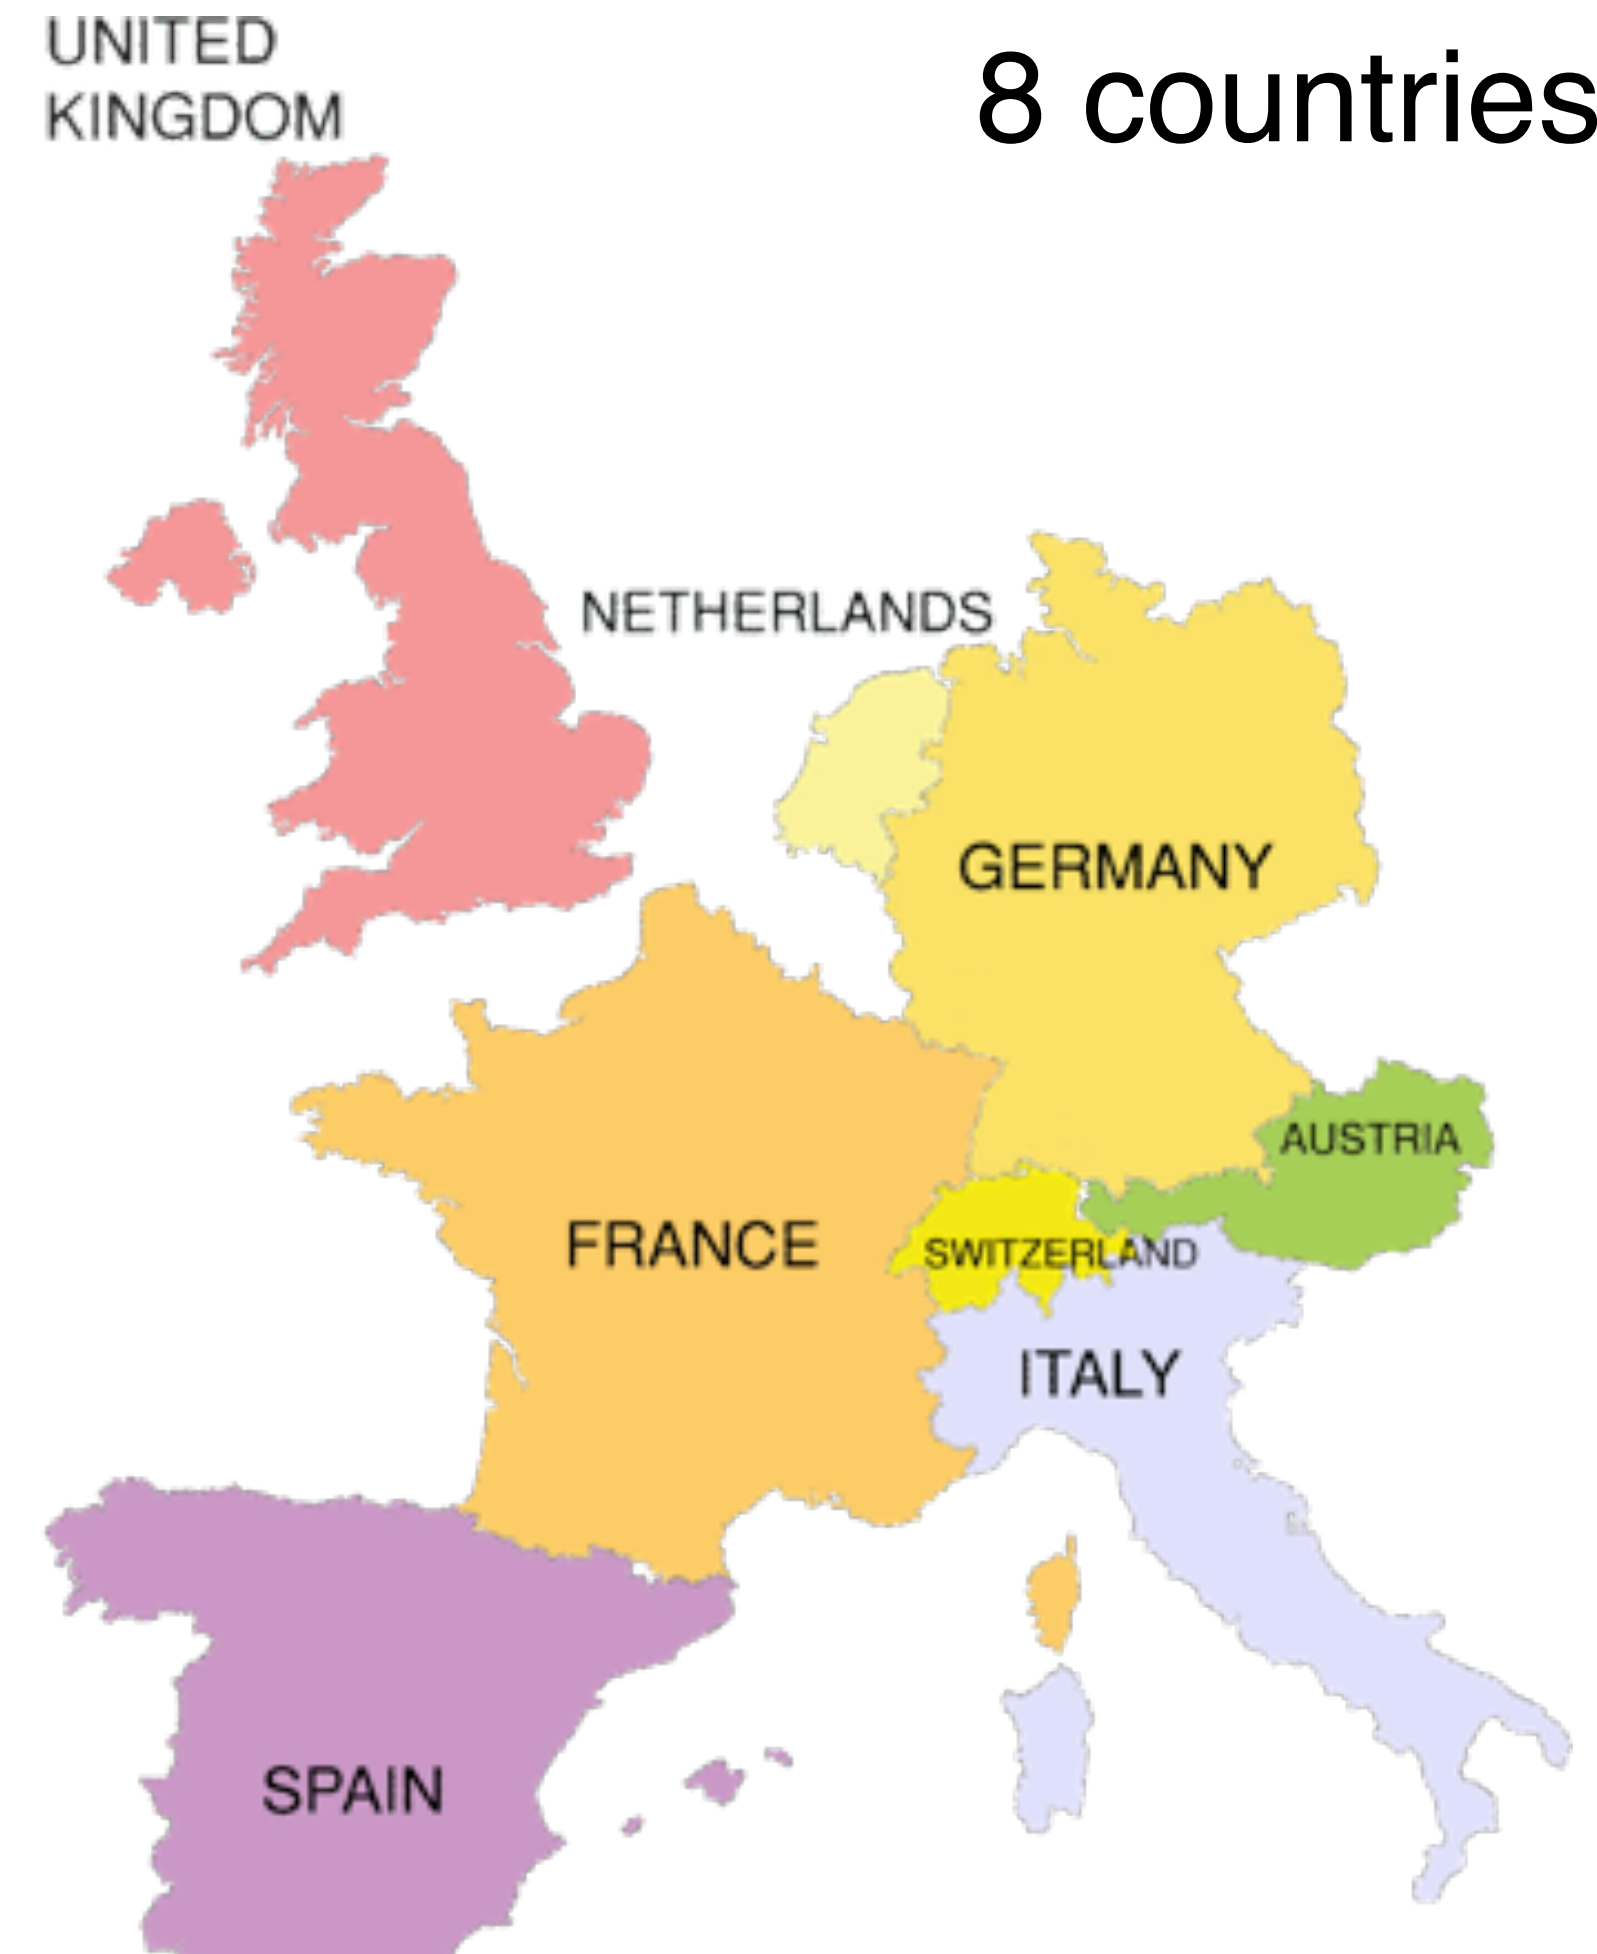 UNITED
KINGDOM
8 countries
NETHERLANDS
GERMANY
AUSTRIA
FRANCE
SWITZERLAND
ITALY
SPAIN